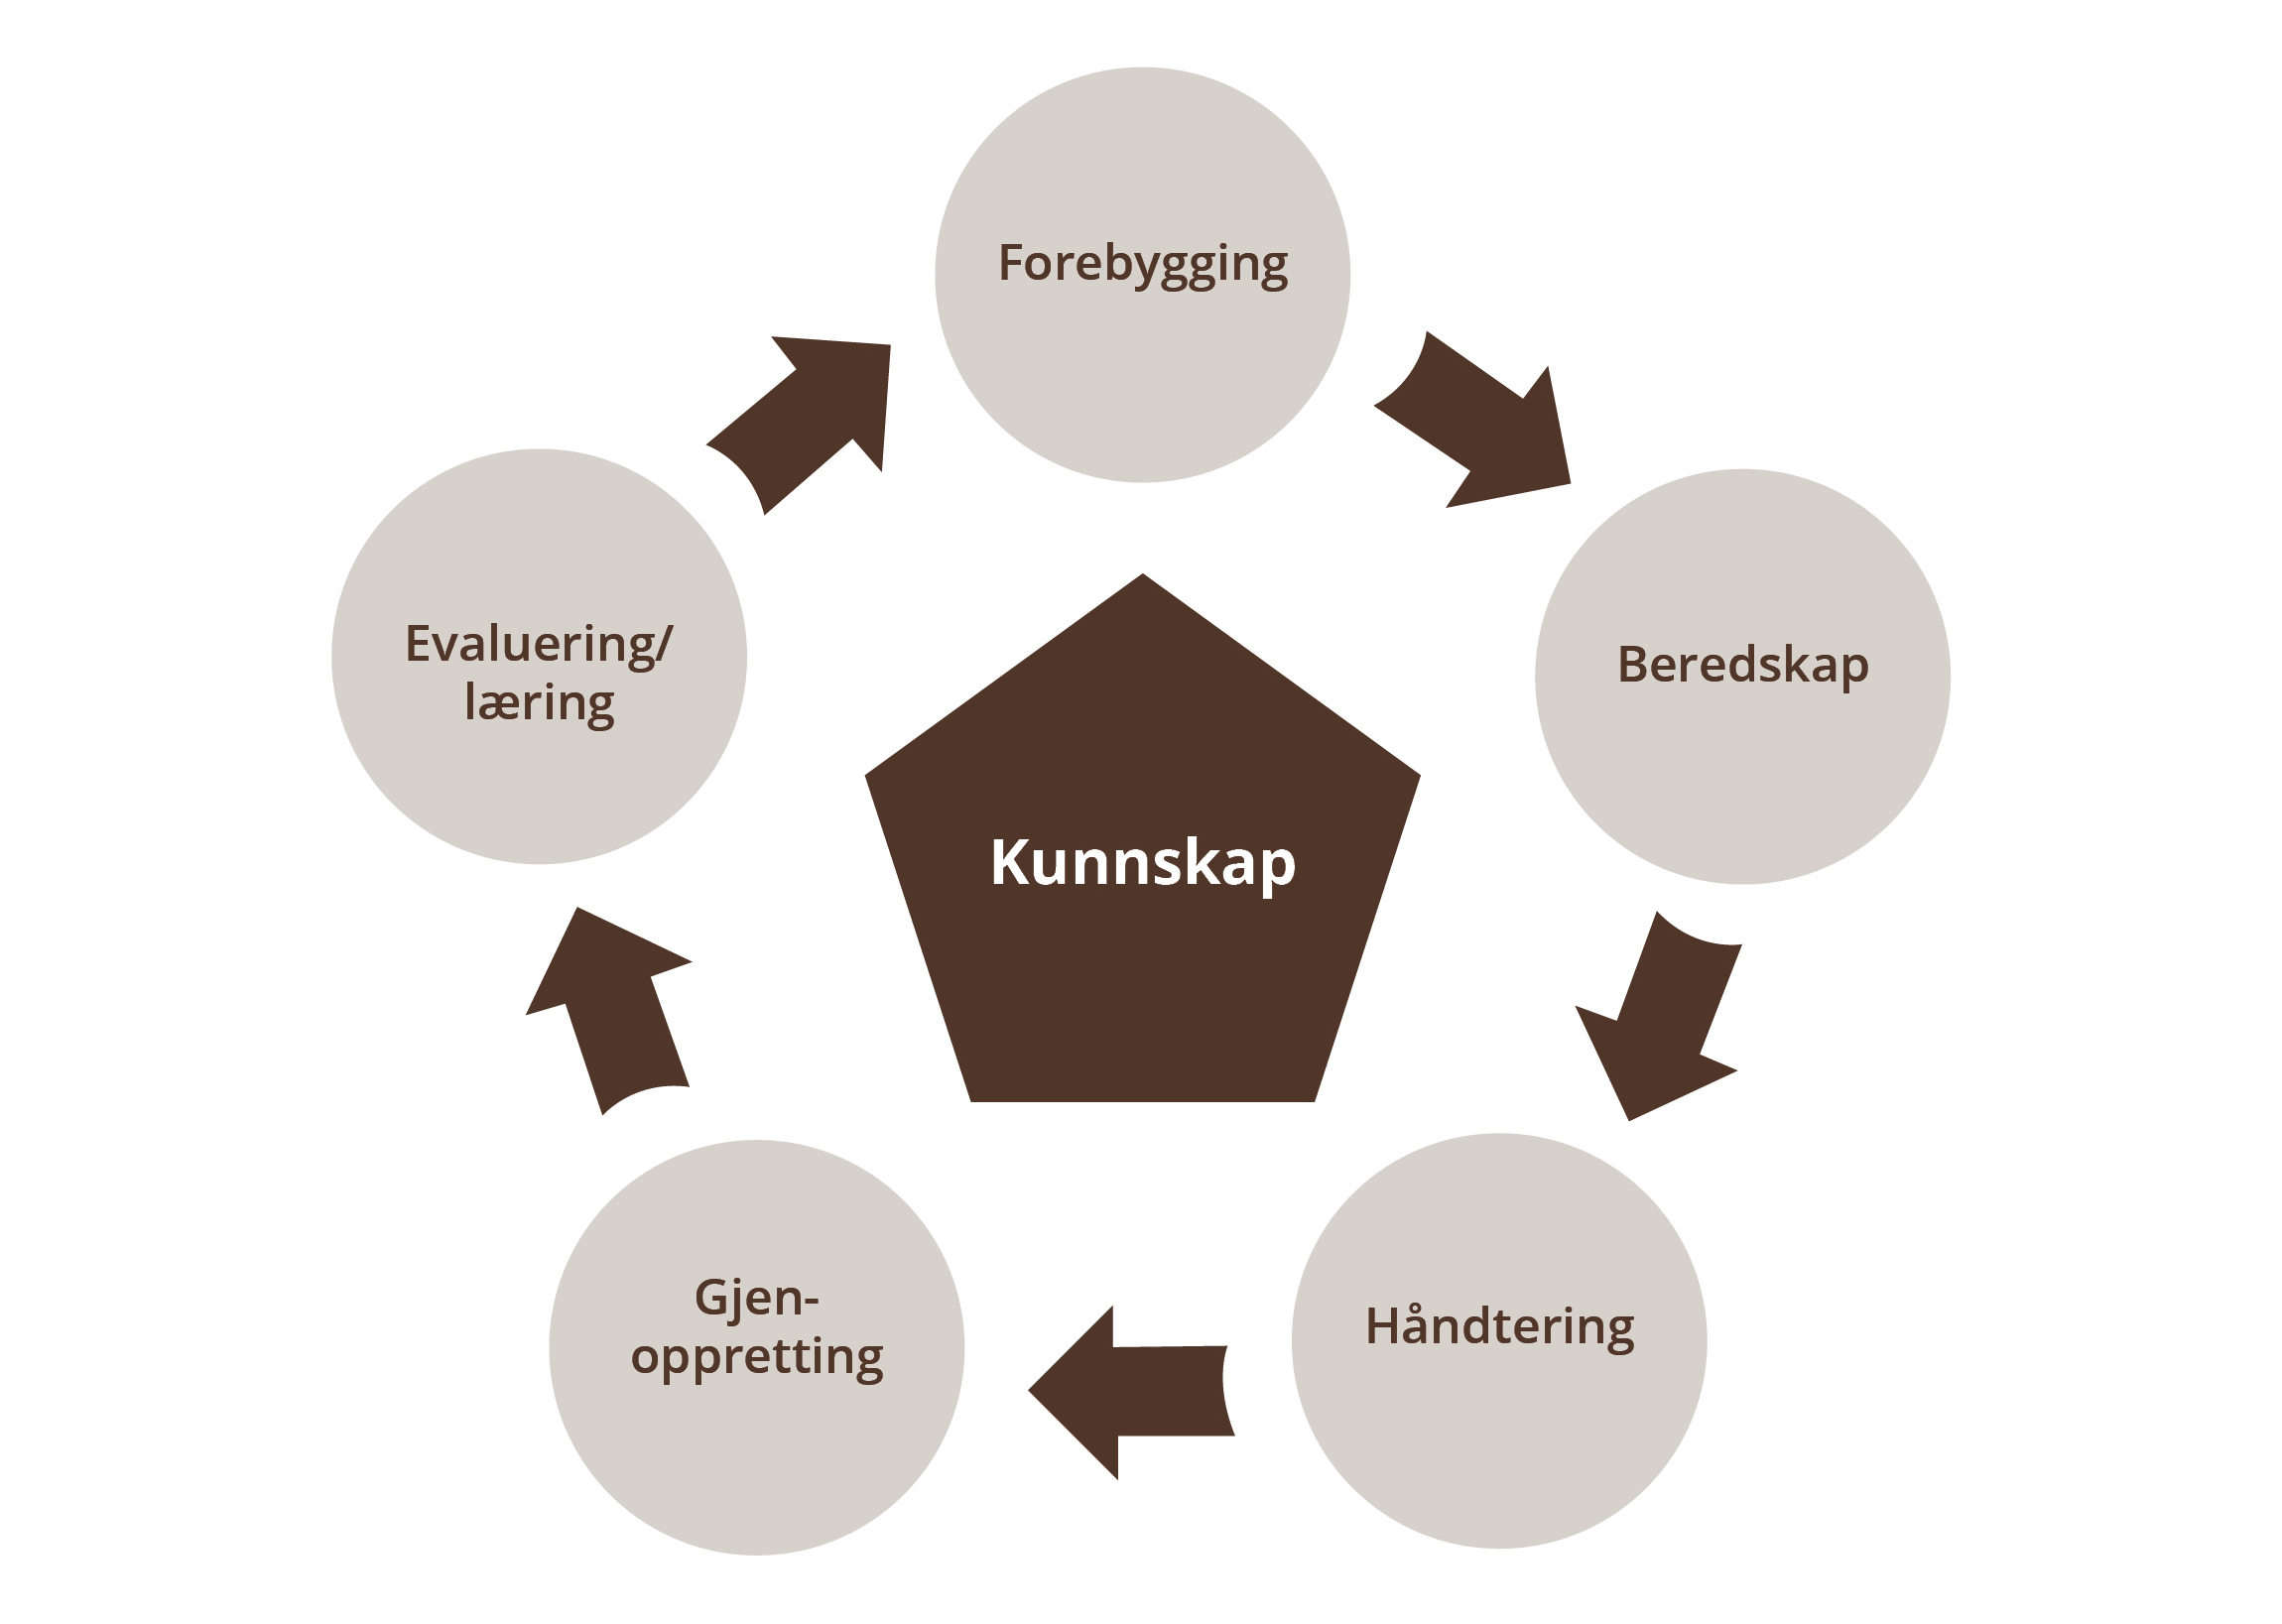 Forebygging
Beredskap
Håndtering
Gjen-
oppretting
Evaluering/
læring
Kunnskap